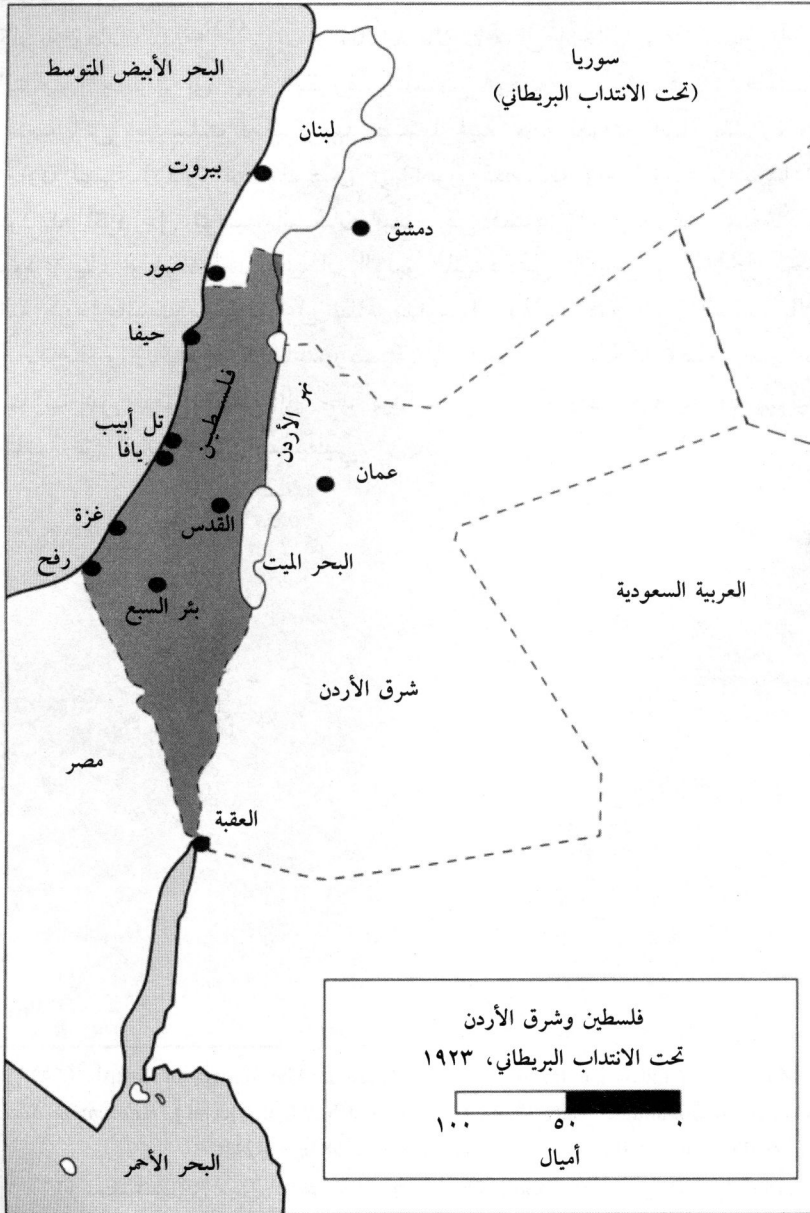 البحر الأبيض المتوسط
سوريا
(تحت الانتداب البريطاني)
لبنان
بيروت
دمشق
صور
حيفا
فلسطين
نهر الأردن
تل أبيب
يافا
عمان
غزة
القدس
رفح
البحر الميت
بئر السبع
العربية السعودية
شرق الأردن
مصر
العقبة
فلسطين وشرق الأردن
تحت الانتداب البريطاني، ١٩٢٣
١٠٠ ٥٠ ٠
أميال
البحر الأحمر